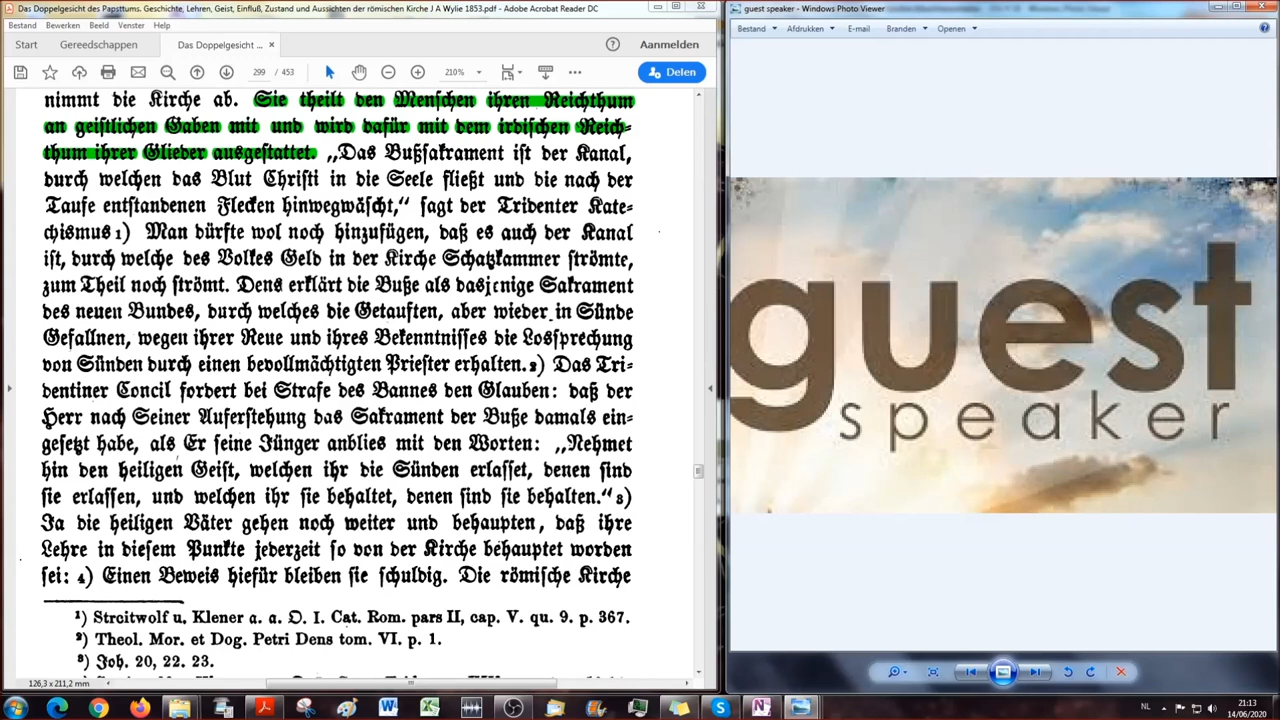 Das Doppelgesicht des Papsttums. Geschichte, Lehren, Geist, Einfluß, Zustand und Aussichten der römischen Kirche J A Wylie 1853.pdf - Adobe Acrobat Reader DC
Bestand Bewerken Beeld Venster Help
Start Gereedschappen Das Doppelgesicht ... × Aanmelden
299 / 453 210% Delen
nimmt die Kirche ab. Sie theilt den Menschen ihren Reichthum
an geistlichen Gaben mit und wird dafür mit dem irdischen Reich-
thum ihrer Glieder ausgestattet. „Das Bußsakrament ist der Kanal,
durch welchen das Blut Christi in die Seele fließt und die nach der
Taufe entstandenen Flecken hinwegwäscht,“ sagt der Tridenter Kate-
chismus 1) Man dürfte wol noch hinzufügen, daß es auch der Kanal
ist, durch welche des Volkes Geld in der Kirche Schatzkammer strömte,
zum Theil noch strömt. Dens erklärt die Buße als dasjenige Sakrament
des neuen Bundes, durch welches die Getauften, aber wieder in Sünde
Gefallnen, wegen ihrer Reue und ihres Bekenntnisses die Lossprechung
von Sünden durch einen bevollmächtigten Priester erhalten. 2) Das Tri-
dentiner Concil fordert bei Strafe des Bannes den Glauben: daß der
Herr nach Seiner Auferstehung das Sakrament der Buße damals ein-
gesetzt habe, als Er seine Jünger anblies mit den Worten: „Nehmet
hin den heiligen Geist, welchen ihr die Sünden erlasset, denen sind
sie erlassen, und welchen ihr sie behaltet, denen sind sie behalten.“ 3)
Ja die heiligen Väter gehen noch weiter und behaupten, daß ihre
Lehre in diesem Punkte jederzeit so von der Kirche behauptet worden
sei: 4) Einen Beweis hiefür bleiben sie schuldig. Die römische Kirche
1) Streitwolf u. Klener a. a. O. I. Cat. Rom. pars II, cap. V. qu. 9. p. 367.
2) Theol. Mor. et Dog. Petri Dens tom. VI. p. 1.
3) Joh. 20, 22. 23.
126,3 x 211,2 mm
guest speaker - Windows Photo Viewer
Bestand Afdrukken E-mail Branden Openen
guest
speaker
NL 21:13
14/06/2020